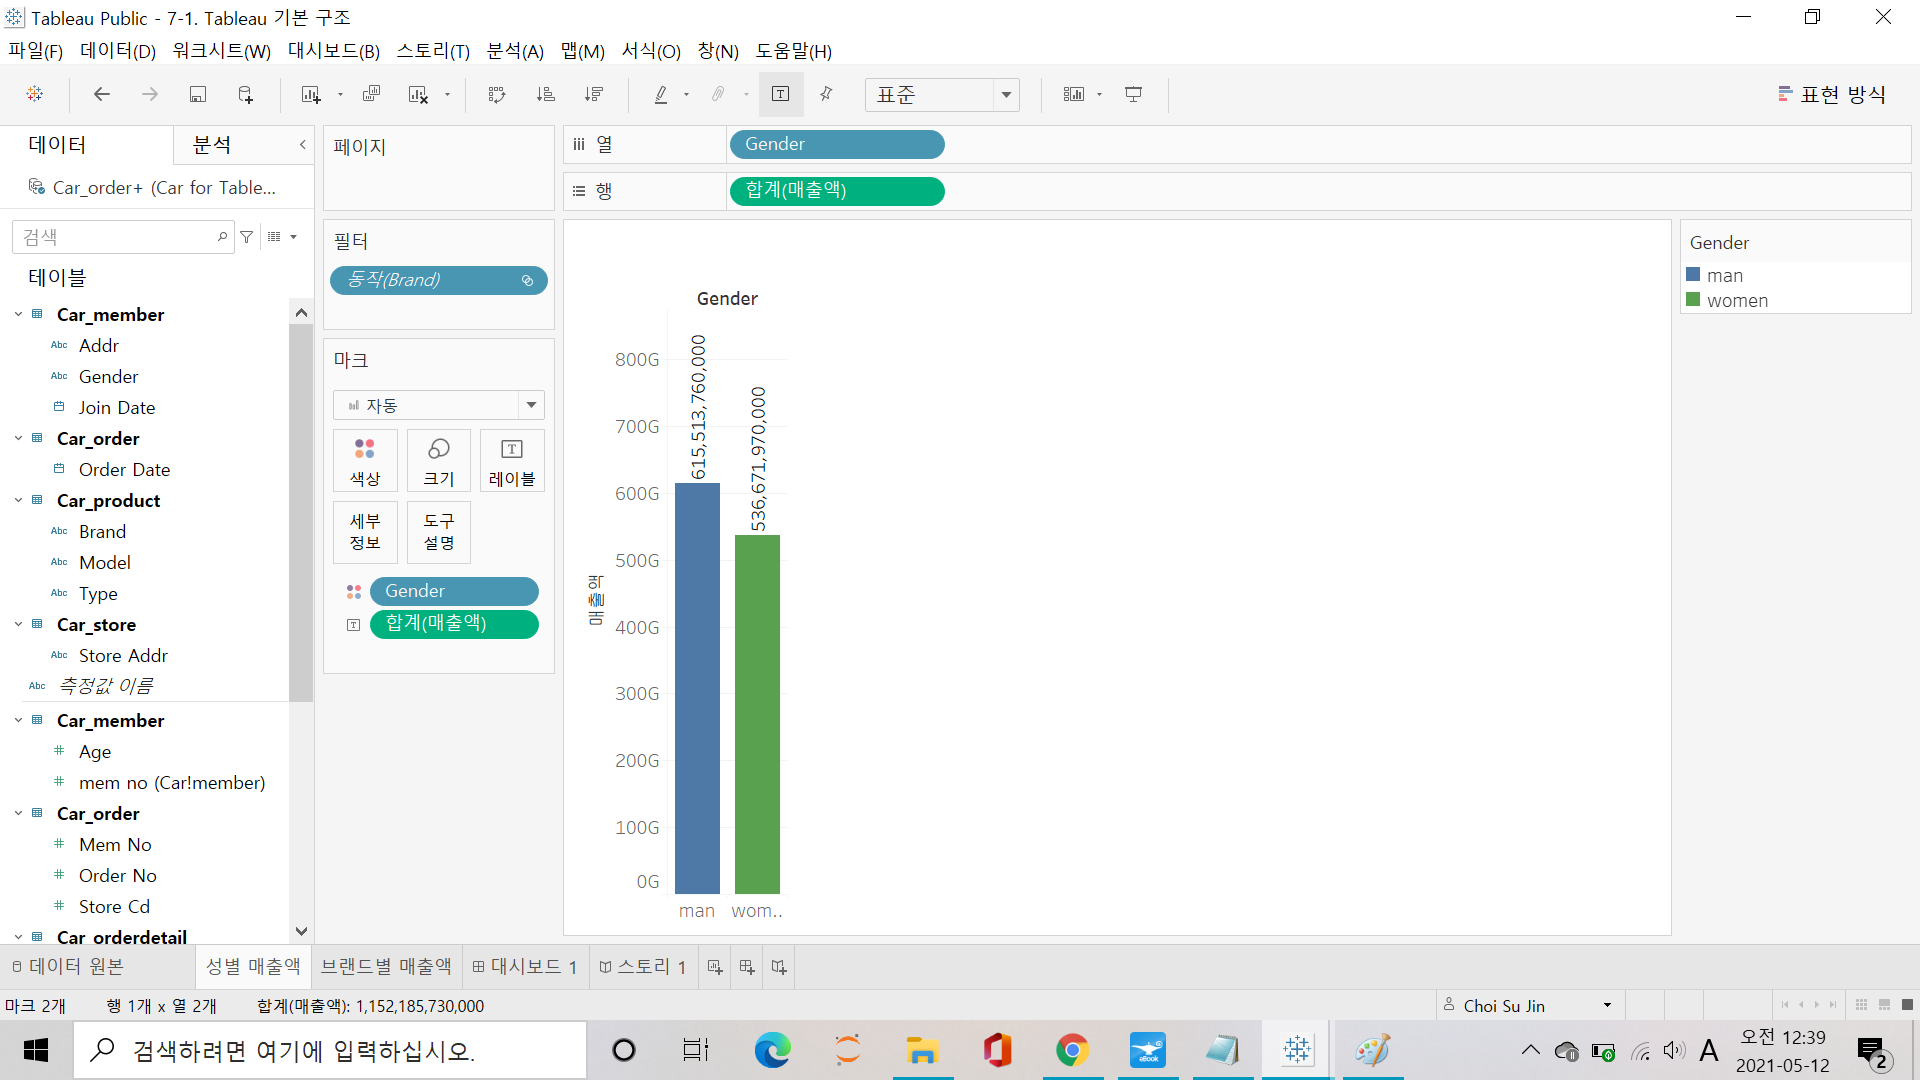 Tableau Public - 7-1. Tableau 기본 구조
파일(F) 데이터(D) 워크시트(W) 대시보드(B) 스토리(T) 분석(A) 맵(M) 서식(O) 창(N) 도움말(H)
표준
표현 방식
데이터 분석
Car_order+ (Car for Table...
검색
테이블
Car_member
Abc Addr
Abc Gender
Join Date
Car_order
Order Date
Car_product
Abc Brand
Abc Model
Abc Type
Car_store
Abc Store Addr
Abc 측정값 이름
Car_member
# Age
# mem no (Car!member)
Car_order
# Mem No
# Order No
# Store Cd
Car_orderdetail
페이지
필터
동작(Brand)
마크
자동
색상 크기 레이블
세부 정보
도구 설명
Gender
합계(매출액)
열 Gender
행 합계(매출액)
Gender
800G
700G
600G
500G
400G
300G
200G
100G
0G
매출액
615,513,760,000
536,671,970,000
man wom..
Gender
man
women
데이터 원본 성별 매출액 브랜드별 매출액 대시보드 1 스토리 1
마크 2개 행 1개 x 열 2개 합계(매출액): 1,152,185,730,000
Choi Su Jin
검색하려면 여기에 입력하십시오.
eBook
A
오전 12:39
2021-05-12
2